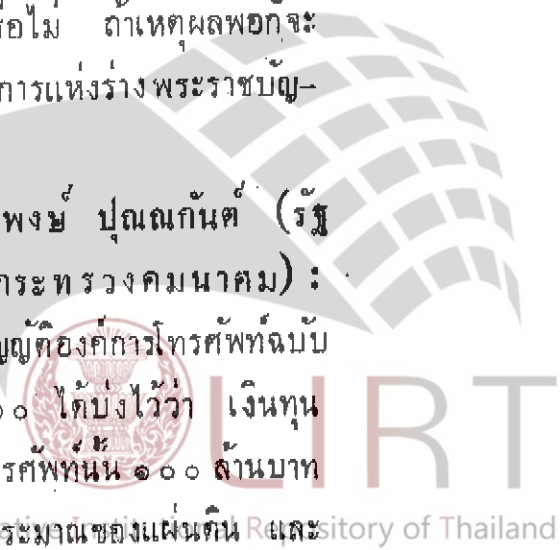 รือไม่ ถ้าเหตุผลพอก็จะ
การแห่งร่างพระราชบัญ-
พงษ์ ปุณณกันต์ (รัฐ
กระทรวงคมนาคม) :
ญญัติองค์การโทรศัพท์ฉบับ
๐๐ ได้บ่งไว้ว่า เงินทุน
รศัพท์นั้น ๑๐๐ ล้านบาท
ระมาณของแผ่นดิน และ
LIRT
Repository of Thailand